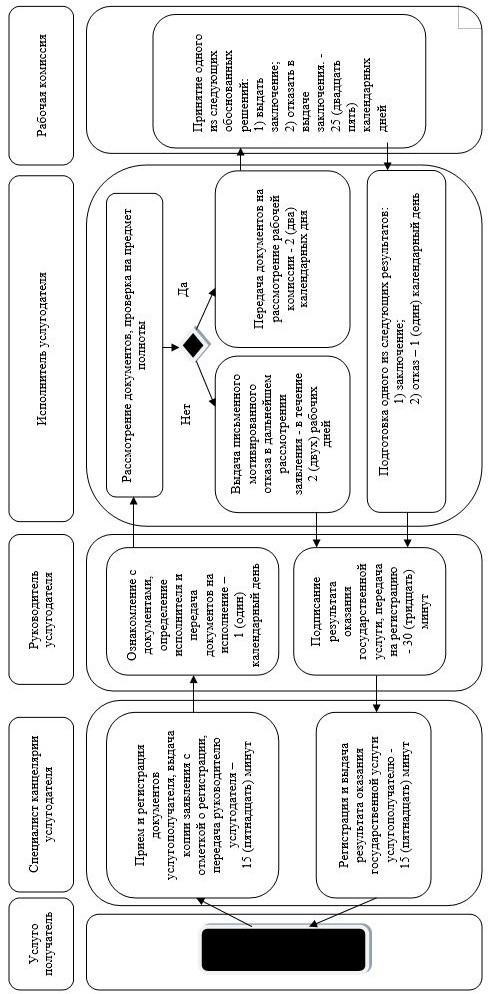 Услуго
получатель
Специалист канцелярии
услугодателя
Руководитель
услугодателя
Исполнитель услугодателя
Рабочая комиссия
Прием и регистрация
документов
услугополучателя, выдача
копии заявления с
отметкой о регистрации,
передача руководителю
услугодателя –
15 (пятнадцать) минут
Регистрация и выдача
результата оказания
государственной услуги
услугополучателю -
15 (пятнадцать) минут
Ознакомление с
документами,
определение
исполнителя и
передача
документов на
исполнение –
1 (один)
календарный день
Подписание
результата
оказания
государственной
услуги, передача
на регистрацию
- 30 (тридцать)
минут
Рассмотрение документов, проверка на предмет
полноты
Нет
Да
Выдача письменного
мотивированного
отказа в дальнейшем
рассмотрении
заявления - в течение
2 (двух) рабочих
дней
Передача документов на
рассмотрение рабочей
комиссии - 2 (два)
календарных дня
Подготовка одного из следующих результатов:
1) заключение;
2) отказ – 1 (один) календарный день
Принятие одного
из следующих
обоснованных
решений:
1) выдать
заключение;
2) отказать в
выдаче
заключения. -
25 (двадцать
пять)
календарных
дней